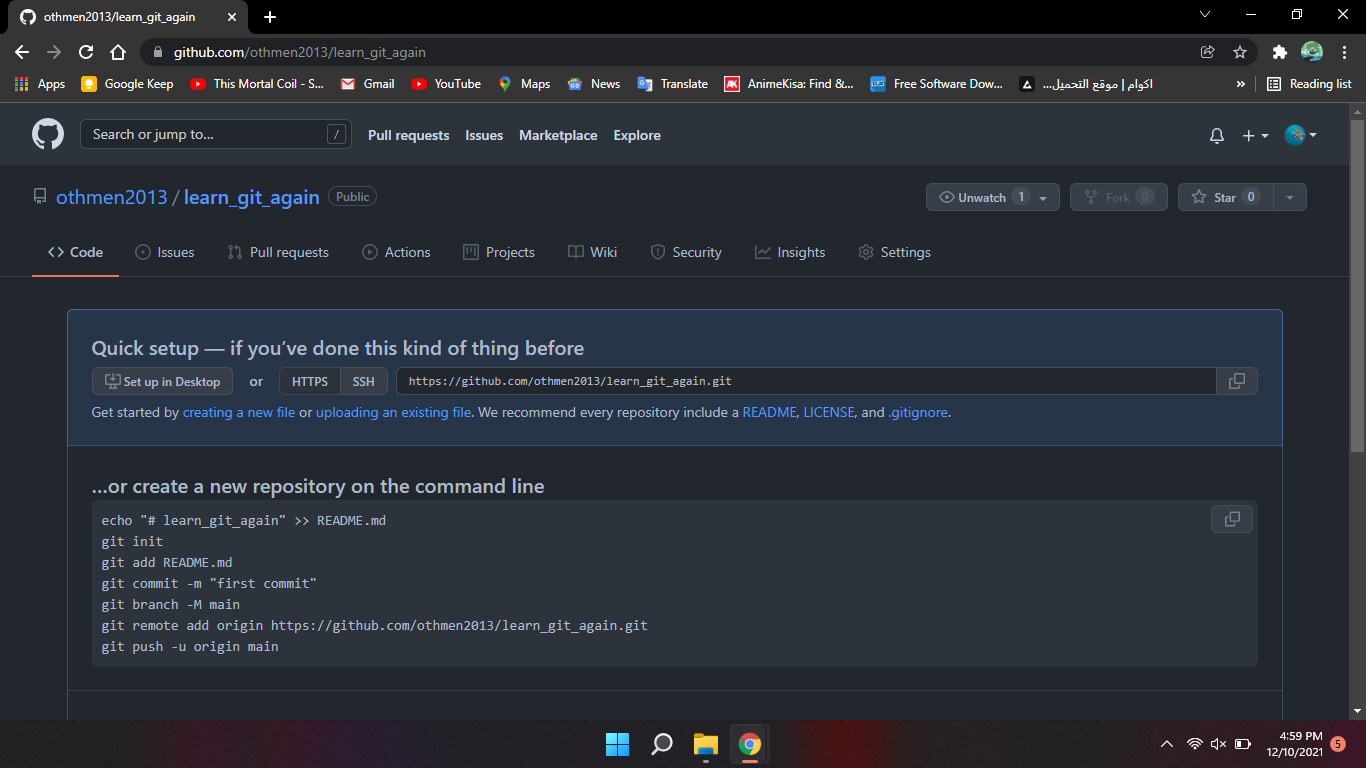 othmen2013/learn_git_again
github.com/othmen2013/learn_git_again
Apps Google Keep This Mortal Coil - S... Gmail YouTube Maps News Translate AnimeKisa: Find &... Free Software Dow... اكوام | موقع التحميل... » Reading list
Search or jump to... / Pull requests Issues Marketplace Explore
othmen2013 / learn_git_again Public Unwatch 1 Fork 0 Star 0
Code Issues Pull requests Actions Projects Wiki Security Insights Settings
Quick setup — if you’ve done this kind of thing before
Set up in Desktop or HTTPS SSH https://github.com/othmen2013/learn_git_again.git
Get started by creating a new file or uploading an existing file. We recommend every repository include a README, LICENSE, and .gitignore.
…or create a new repository on the command line
echo "# learn_git_again" >> README.md
git init
git add README.md
git commit -m "first commit"
git branch -M main
git remote add origin https://github.com/othmen2013/learn_git_again.git
git push -u origin main
4:59 PM
12/10/2021 5